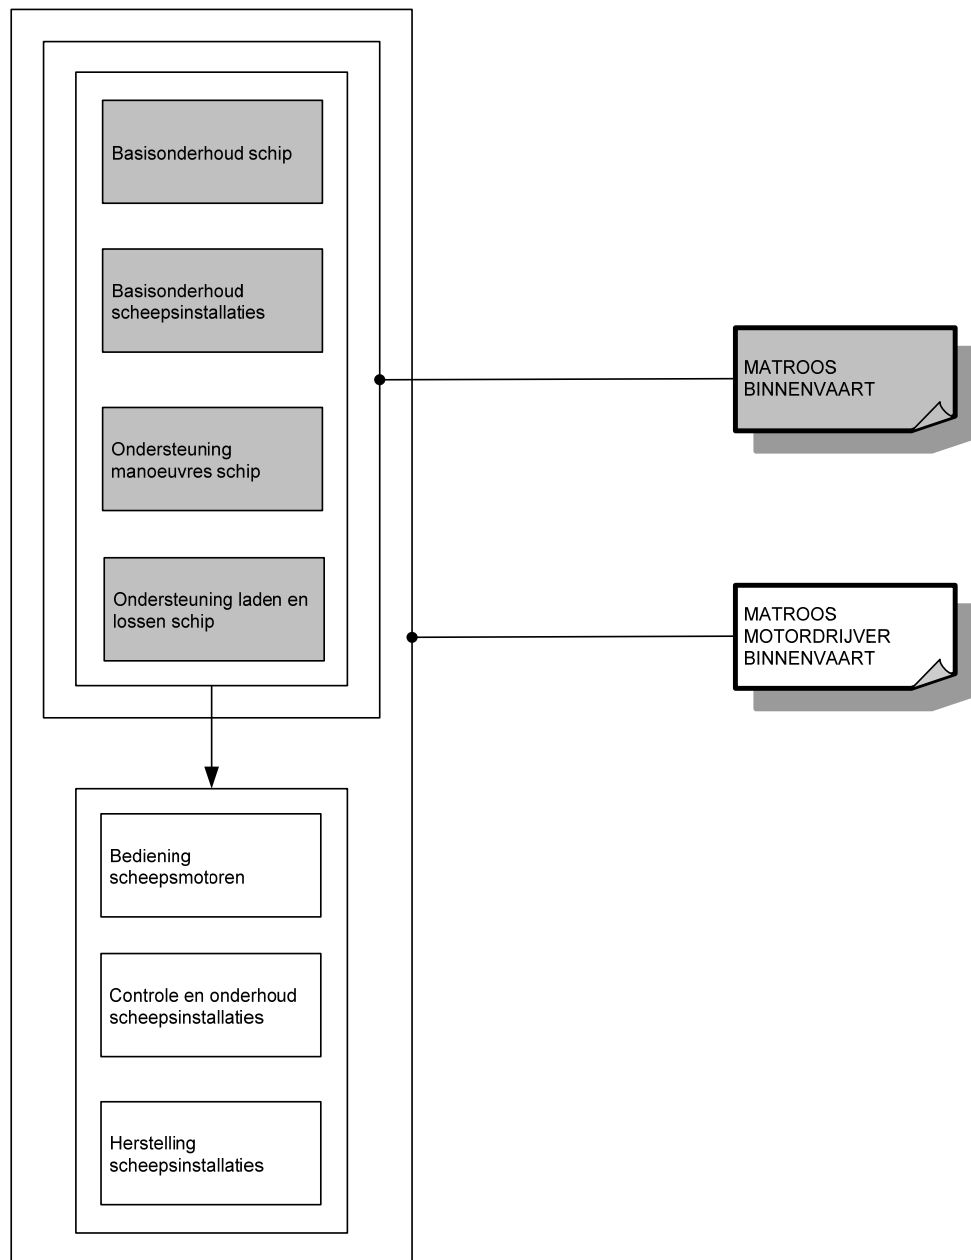 Basisonderhoud schip
Basisonderhoud
scheepsinstallaties
Ondersteuning
manoeuvres schip
Ondersteuning laden en
lossen schip
MATROOS
BINNENVAART
MATROOS
MOTORDRIJVER
BINNENVAART
Bediening
scheepsmotoren
Controle en onderhoud
scheepsinstallaties
Herstelling
scheepsinstallaties